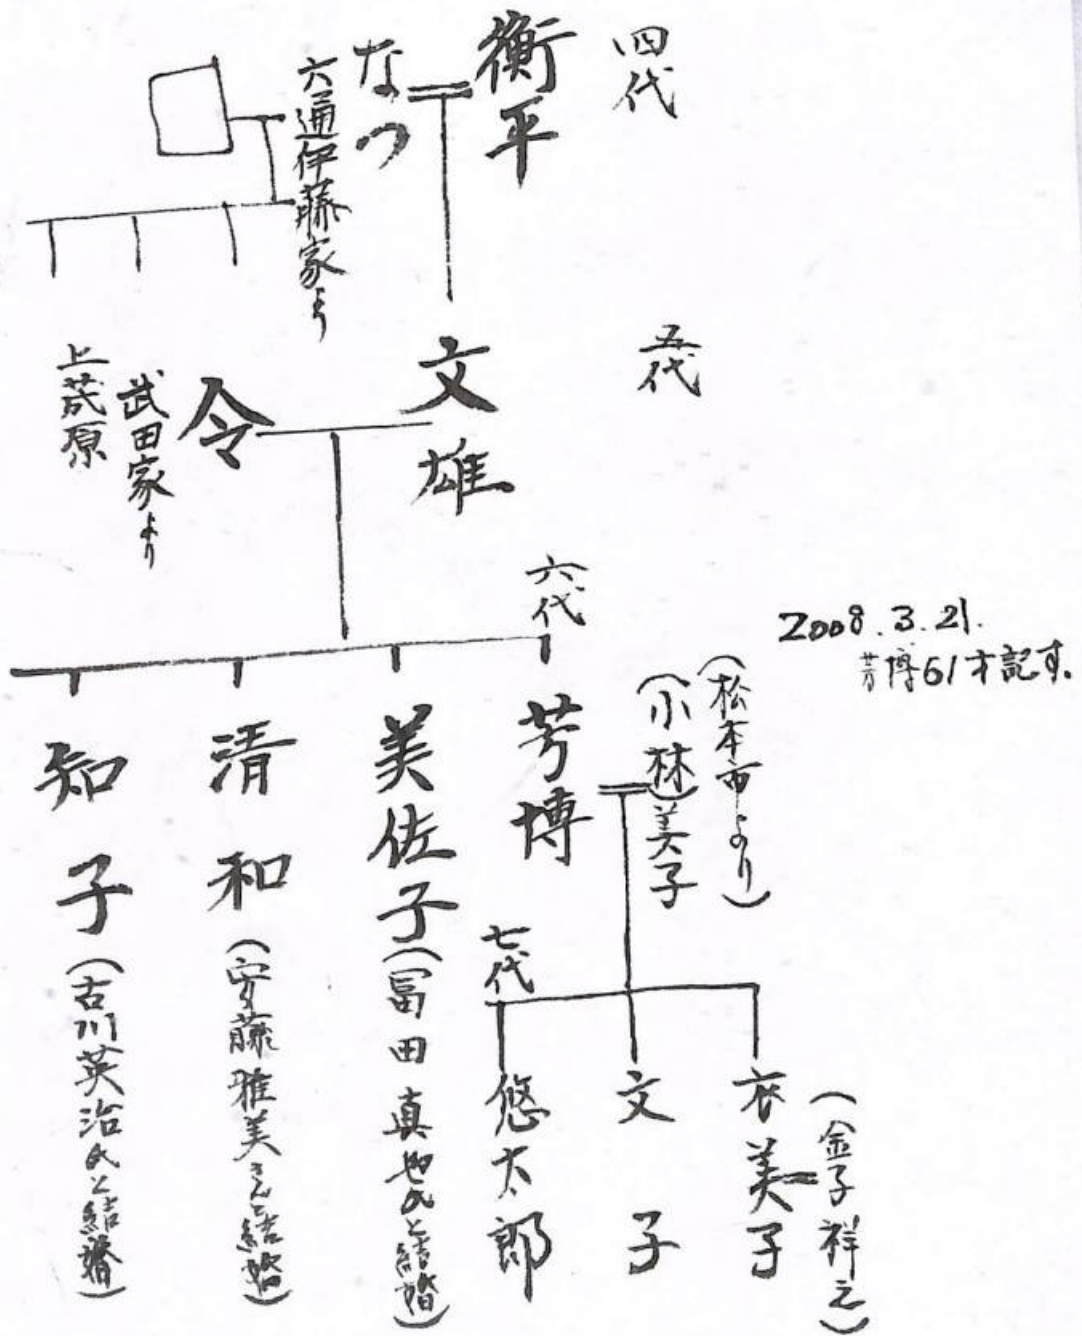 四代
衡平
なつ
六通伊藤家より
五代
文雄
令
武田家より
上茂原
六代
2008.3.21.
芳博61才記す。
芳博
(小林)美子
(松本市より)
美佐子(冨田真也氏と結婚)
清和(安藤雅美さんと結婚)
知子(古川英治氏と結婚)
七代
衣美子
(金子祥之)
文子
悠太郎